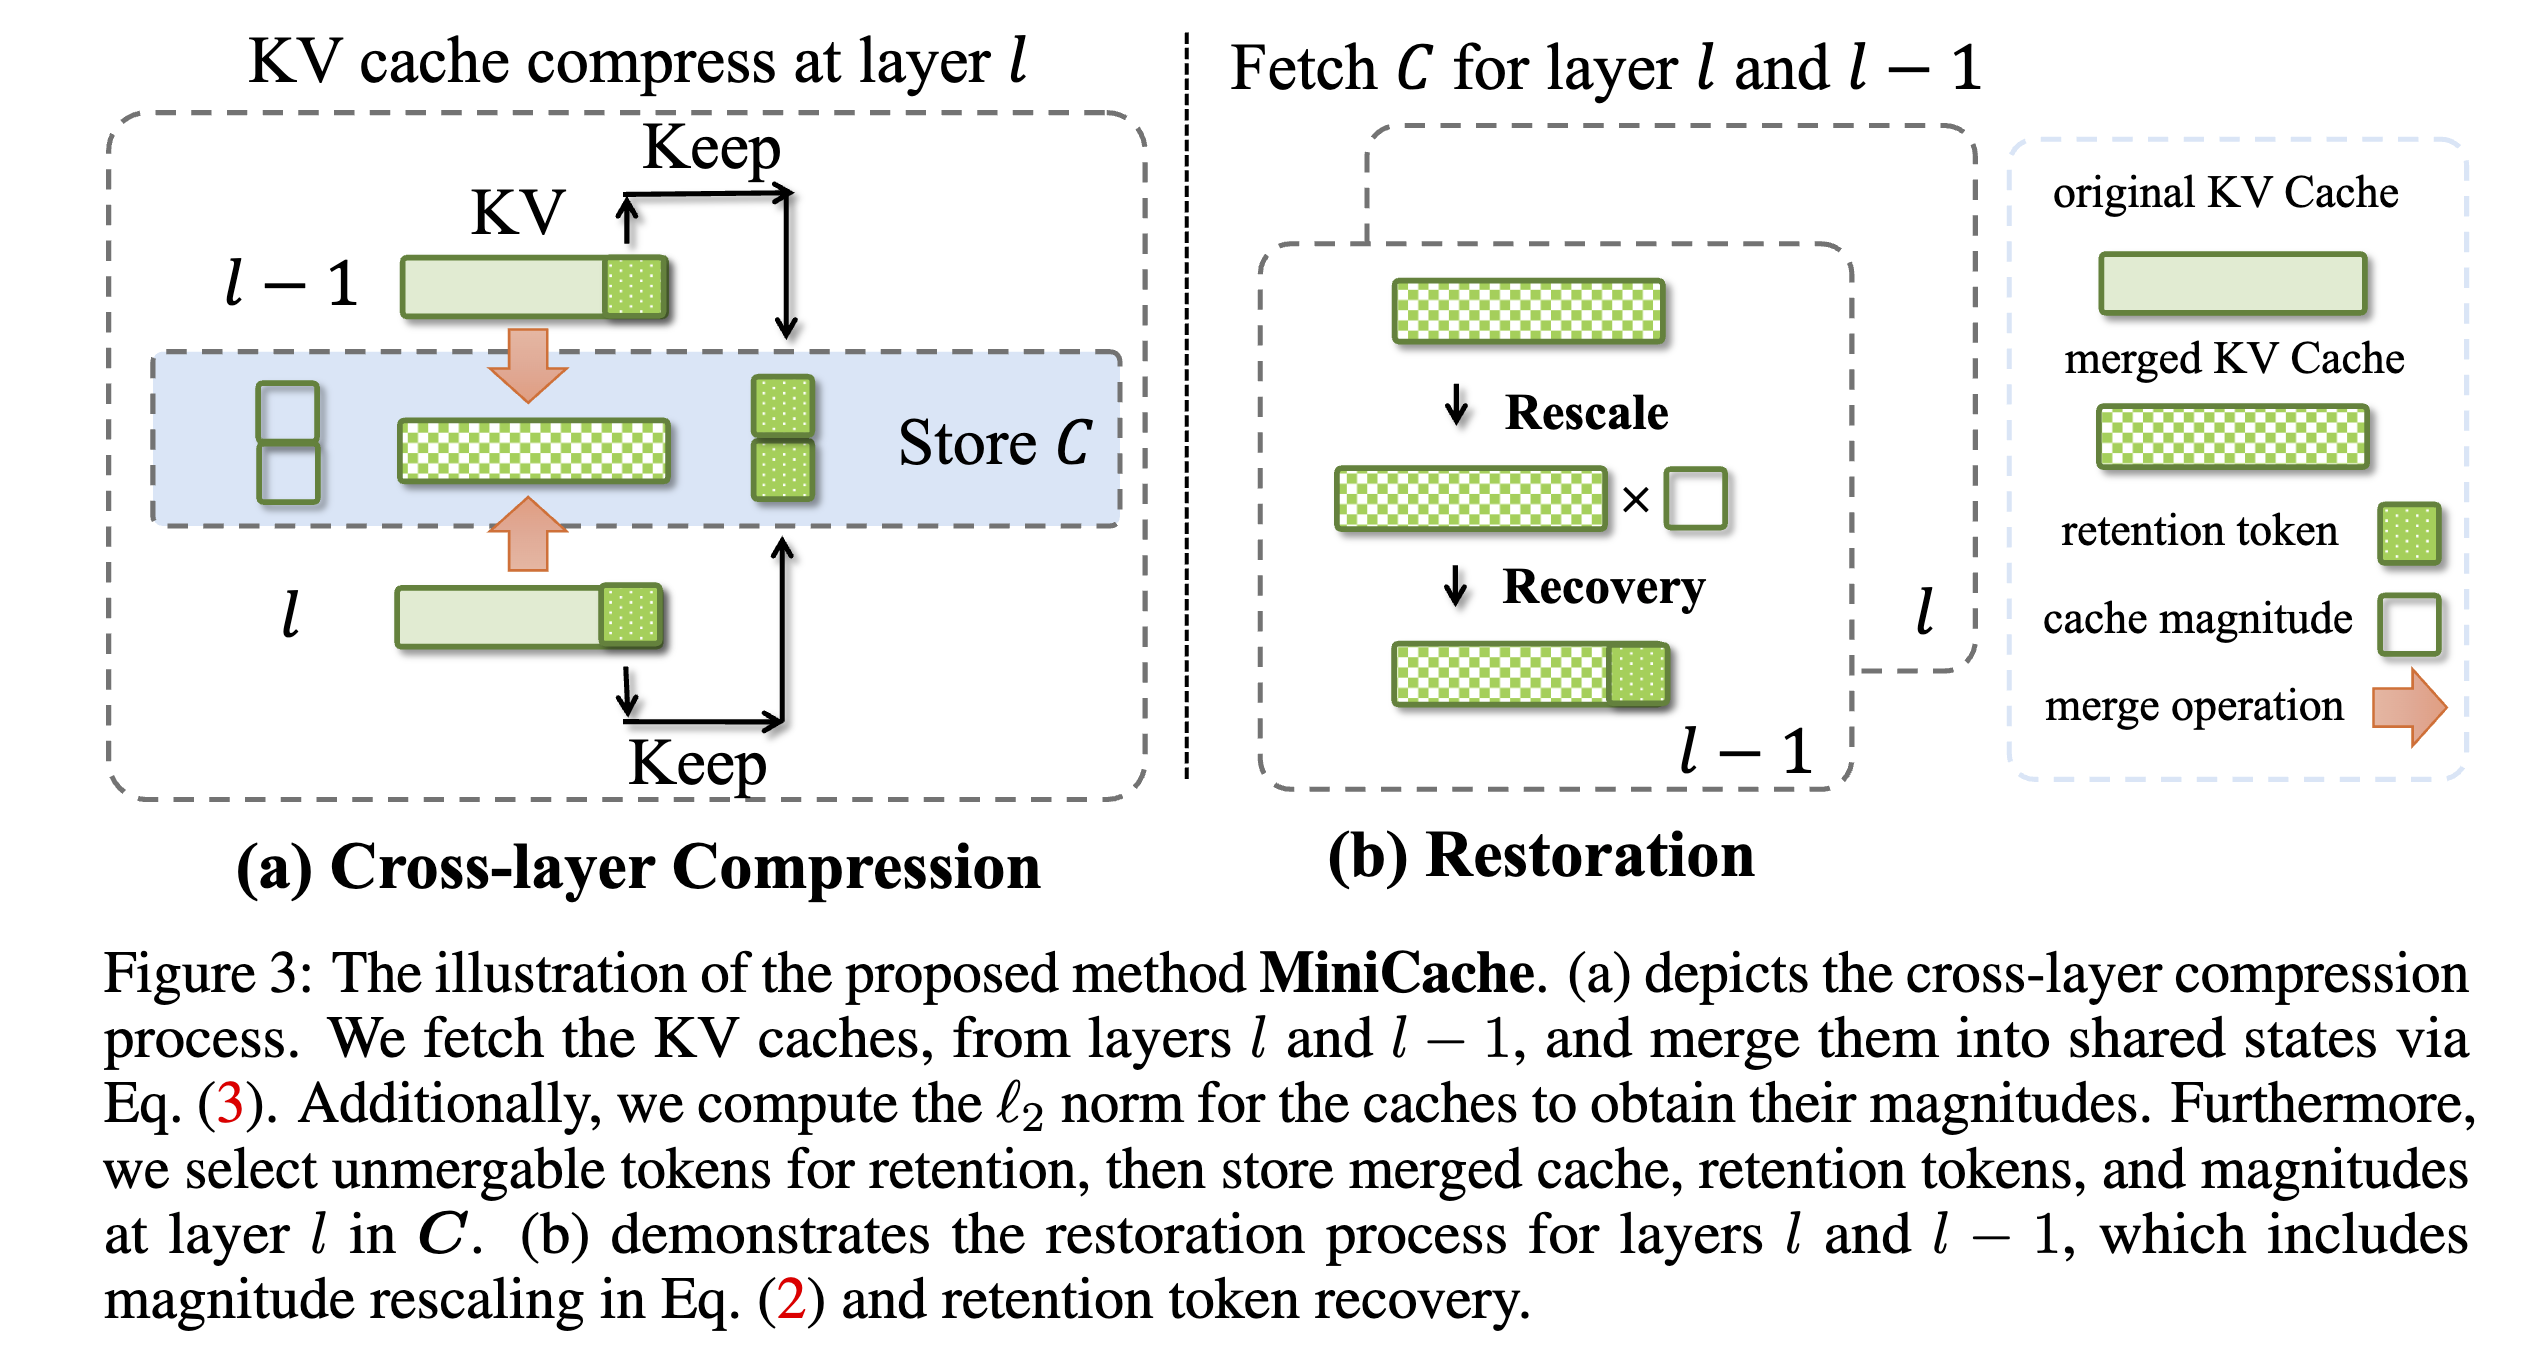 KV cache compress at layer l
Keep
KV
l − 1
Store C
l
Keep
(a) Cross-layer Compression
Fetch C for layer l and l − 1
Rescale
×
Recovery
l
l − 1
(b) Restoration
original KV Cache
merged KV Cache
retention token
cache magnitude
merge operation
Figure 3: The illustration of the proposed method MiniCache. (a) depicts the cross-layer compression
process. We fetch the KV caches, from layers l and l − 1, and merge them into shared states via
Eq. (3). Additionally, we compute the ℓ₂ norm for the caches to obtain their magnitudes. Furthermore,
we select unmergable tokens for retention, then store merged cache, retention tokens, and magnitudes
at layer l in C. (b) demonstrates the restoration process for layers l and l − 1, which includes
magnitude rescaling in Eq. (2) and retention token recovery.